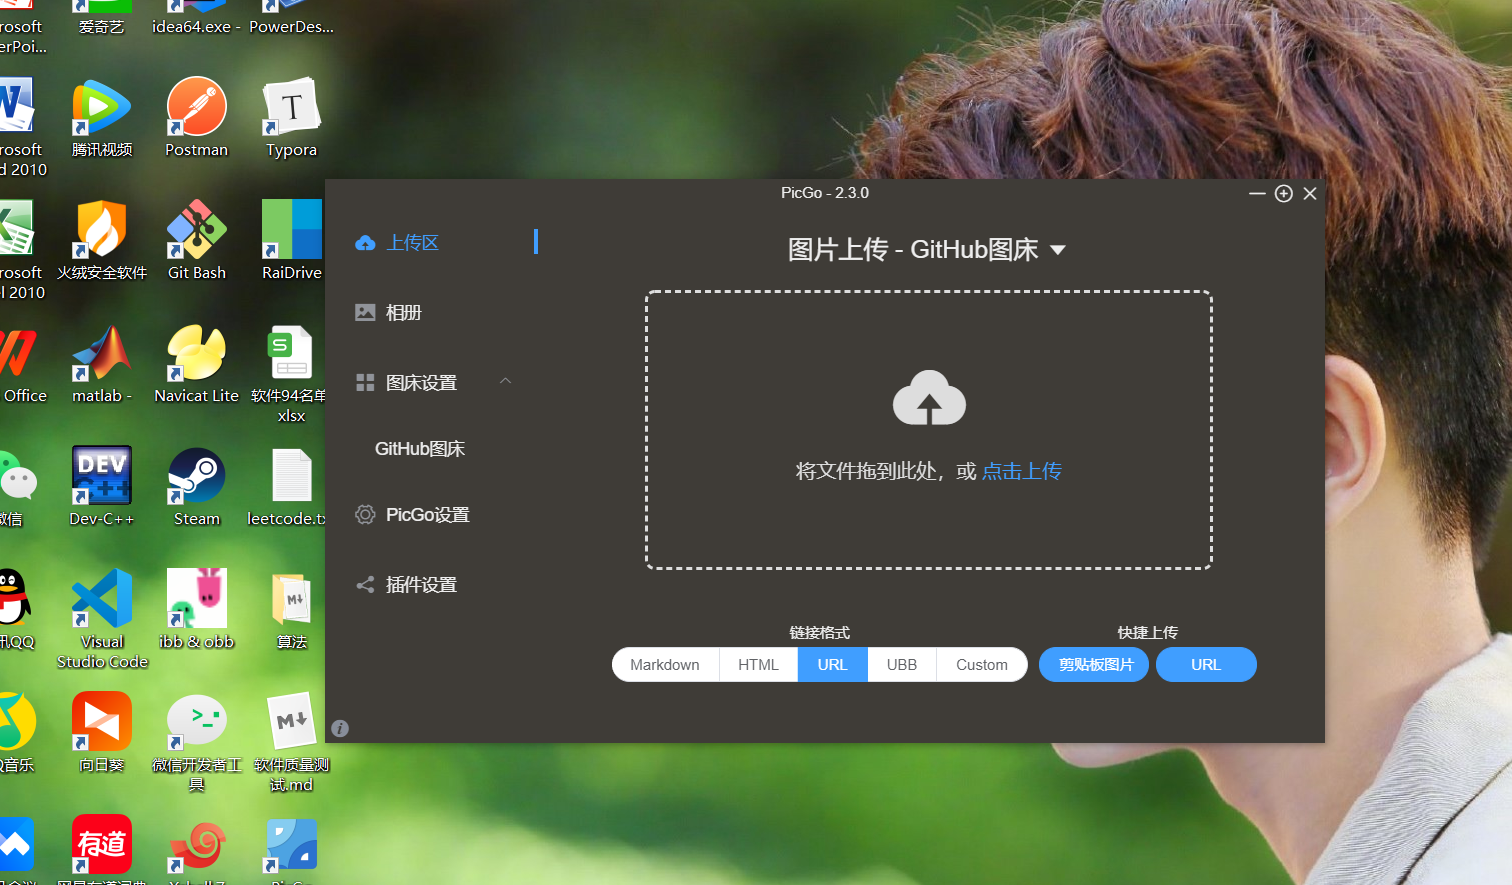 rosoft
erPoi...
爱奇艺
idea64.exe -
PowerDes...
rosoft
d 2010
腾讯视频
Postman
T
Typora
rosoft
l 2010
火绒安全软件
Git Bash
RaiDrive
Office
matlab -
Navicat Lite
S
软件94名单
xlsx
微信
DEV
C++
Dev-C++
Steam
leetcode.tx
讯QQ
Visual
Studio Code
ibb & obb
M↓
算法
Q音乐
向日葵
>_
微信开发者工
具
M↓
软件质量测
试.md
有道
PicGo - 2.3.0
上传区
相册
图床设置
GitHub图床
PicGo设置
插件设置
图片上传 - GitHub图床
将文件拖到此处，或 点击上传
链接格式
快捷上传
Markdown
HTML
URL
UBB
Custom
剪贴板图片
URL